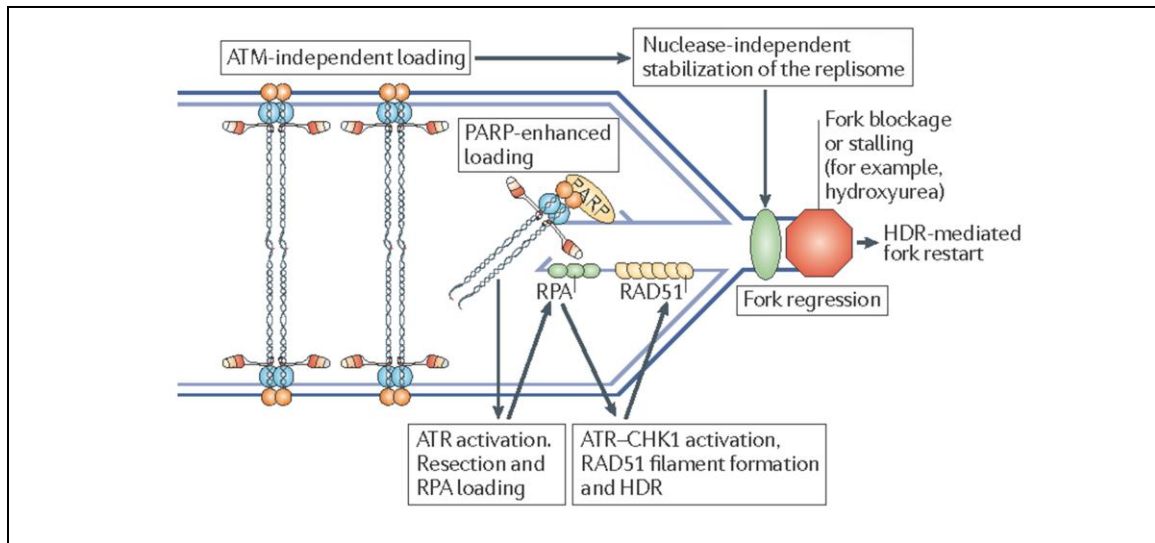 ATM-independent loading
Nuclease-independent
stabilization of the replisome
PARP-enhanced
loading
Fork blockage
or stalling
(for example,
hydroxyurea)
PARP
HDR-mediated
fork restart
RPA
RAD51
Fork regression
ATR activation.
Resection and
RPA loading
ATR–CHK1 activation,
RAD51 filament formation
and HDR